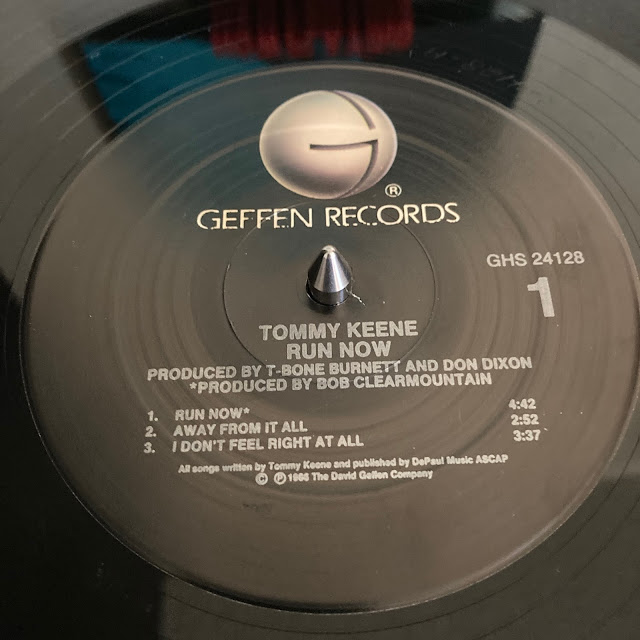 G
®
GEFFEN RECORDS
GHS 24128
1
TOMMY KEENE
RUN NOW
PRODUCED BY T-BONE BURNETT AND DON DIXON
*PRODUCED BY BOB CLEARMOUNTAIN
1. RUN NOW* 4:42
2. AWAY FROM IT ALL 2:52
3. I DON'T FEEL RIGHT AT ALL 3:37
All songs written by Tommy Keene and published by DePaul Music ASCAP
© ℗ 1986 The David Geffen Company